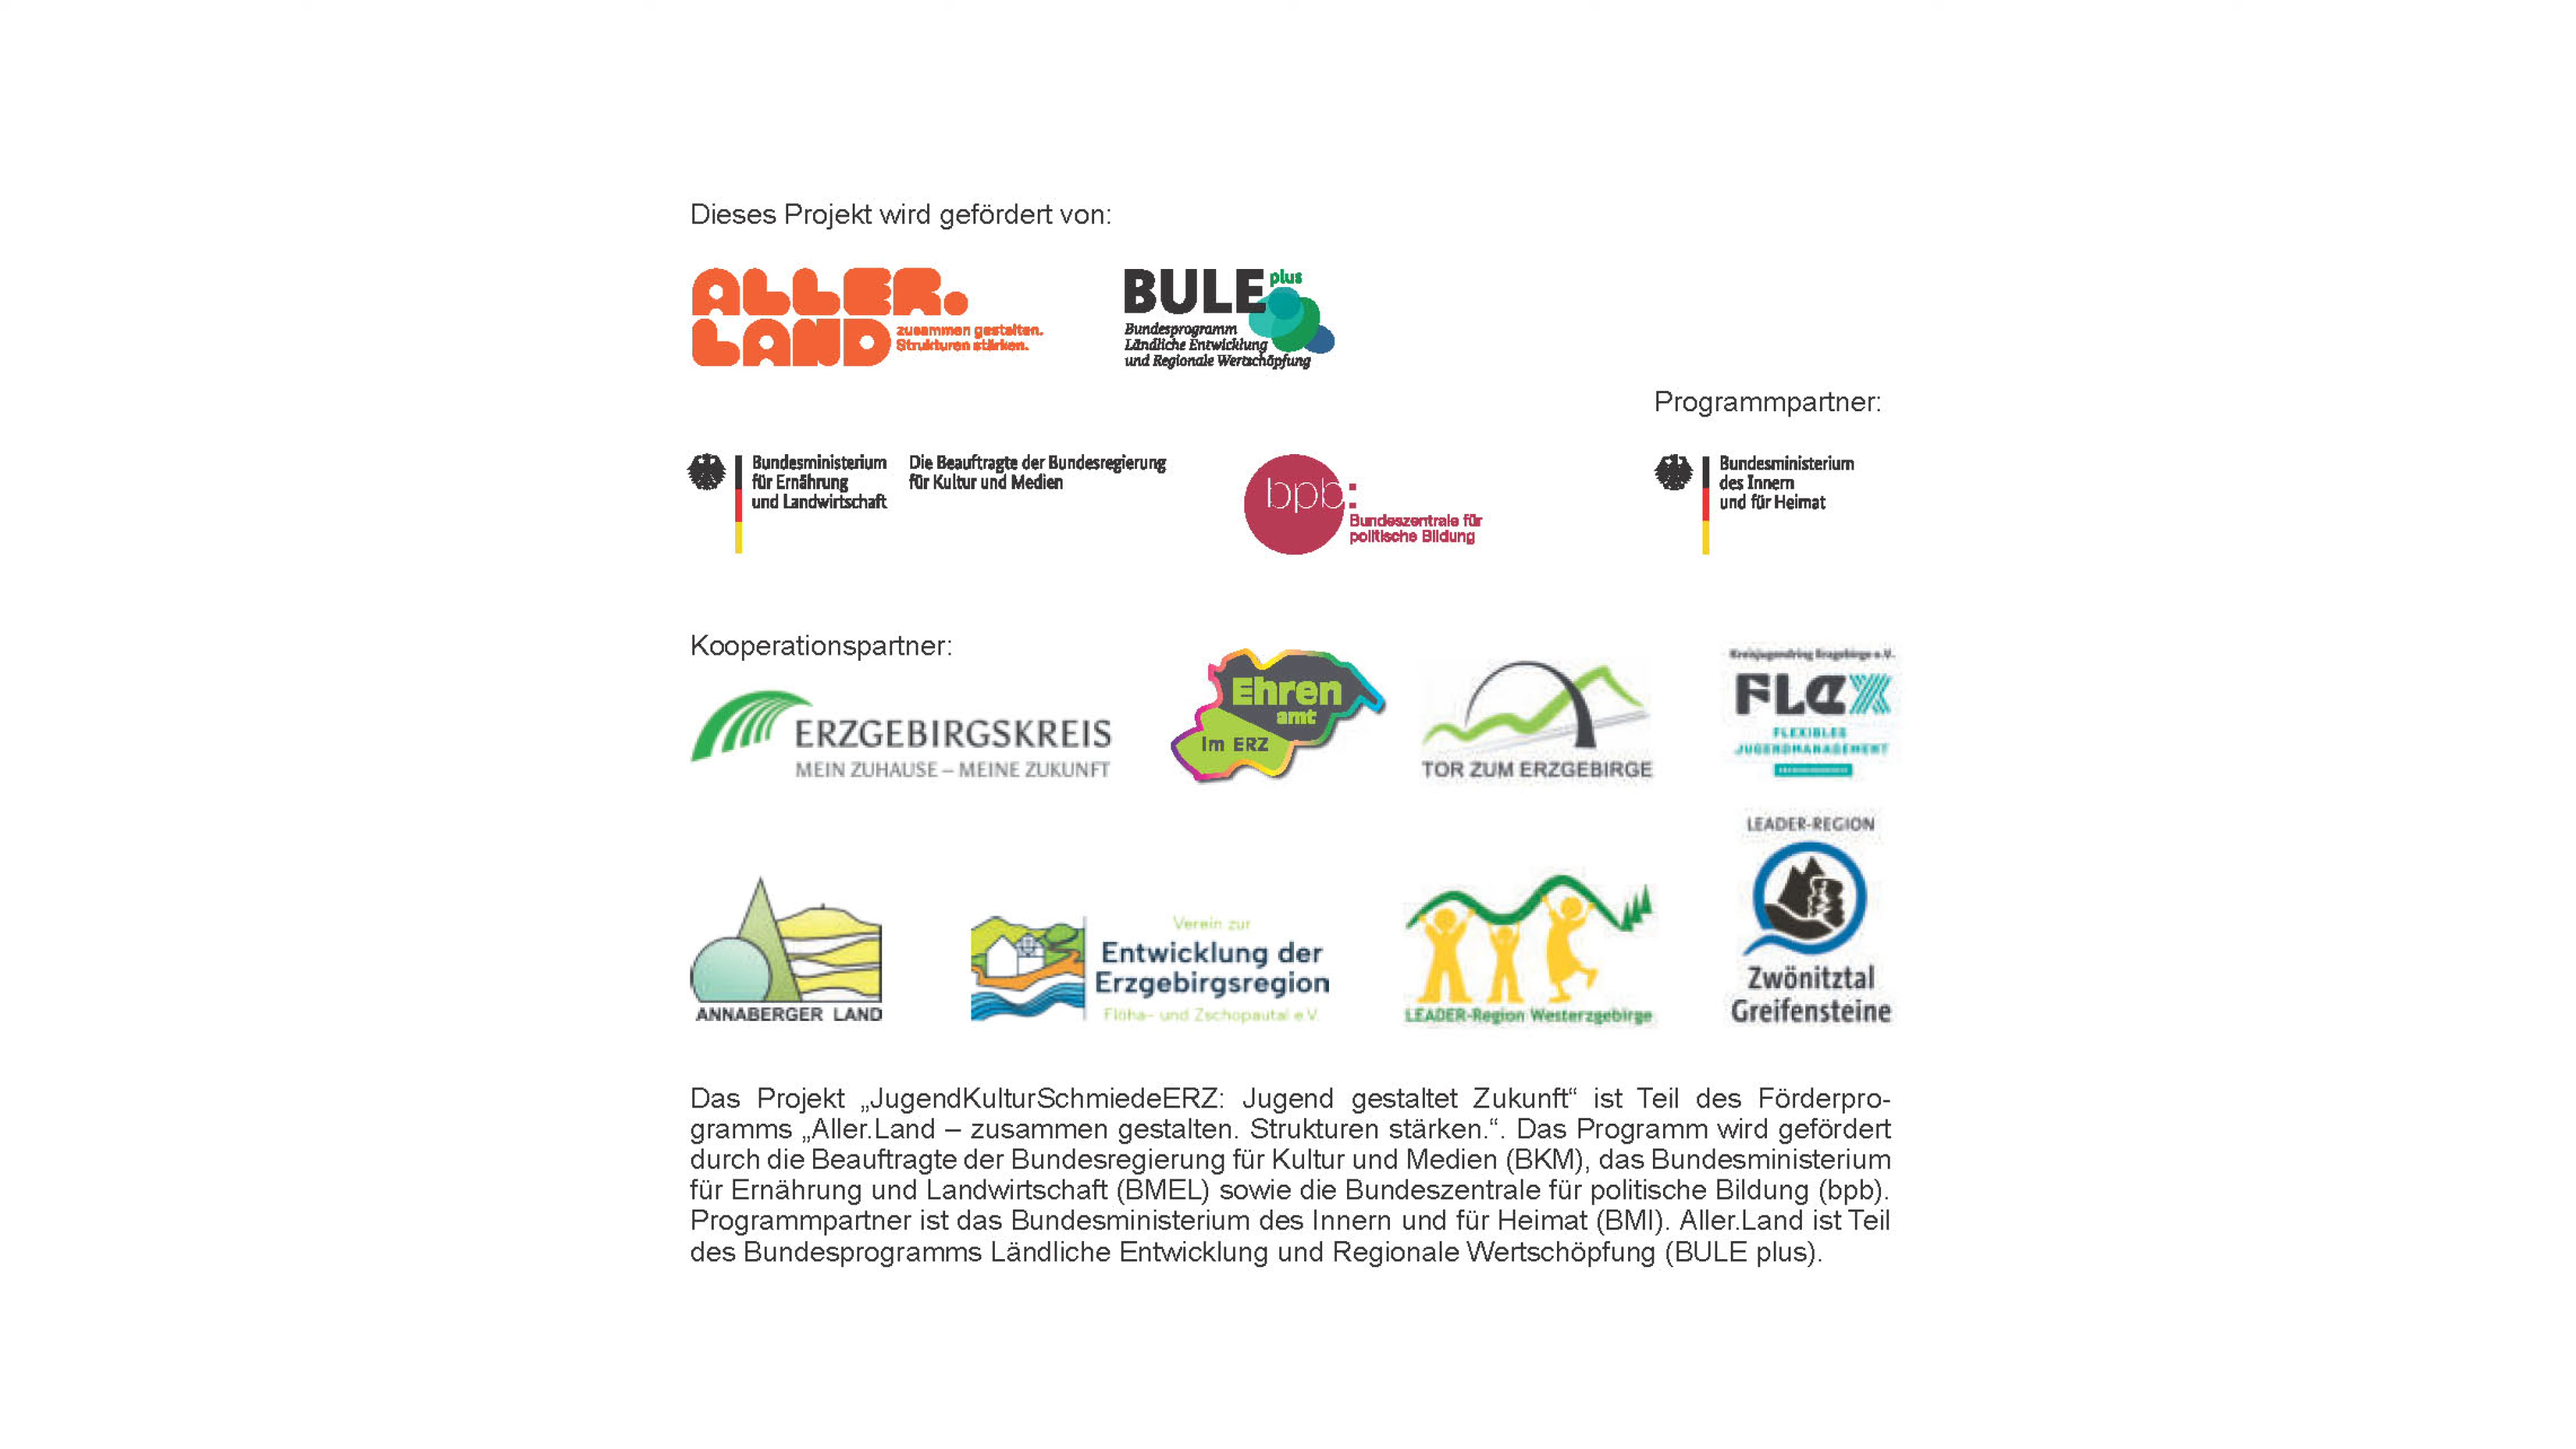 Dieses Projekt wird gefördert von:
ALLER.
LAND
zusammen gestalten.
Strukturen stärken.
BULE plus
Bundesprogramm
Ländliche Entwicklung
und Regionale Wertschöpfung
Programmpartner:
Bundesministerium
für Ernährung
und Landwirtschaft
Die Beauftragte der Bundesregierung
für Kultur und Medien
bpb:
Bundeszentrale für
politische Bildung
Bundesministerium
des Innern
und für Heimat
Kooperationspartner:
ERZGEBIRGSKREIS
MEIN ZUHAUSE – MEINE ZUKUNFT
Ehren
amt
im ERZ
TOR ZUM ERZGEBIRGE
Kreisjugendring Erzgebirge e.V.
FLEX
FLEXIBLES
JUGENDMANAGEMENT
ANNABERGER LAND
Verein zur
Entwicklung der
Erzgebirgsregion
Flöha- und Zschopautal e.V.
LEADER-Region Westerzgebirge
LEADER-REGION
Zwönitztal
Greifensteine
Das Projekt „JugendKulturSchmiedeERZ: Jugend gestaltet Zukunft“ ist Teil des Förderpro-
gramms „Aller.Land – zusammen gestalten. Strukturen stärken.“. Das Programm wird gefördert
durch die Beauftragte der Bundesregierung für Kultur und Medien (BKM), das Bundesministerium
für Ernährung und Landwirtschaft (BMEL) sowie die Bundeszentrale für politische Bildung (bpb).
Programmpartner ist das Bundesministerium des Innern und für Heimat (BMI). Aller.Land ist Teil
des Bundesprogramms Ländliche Entwicklung und Regionale Wertschöpfung (BULE plus).